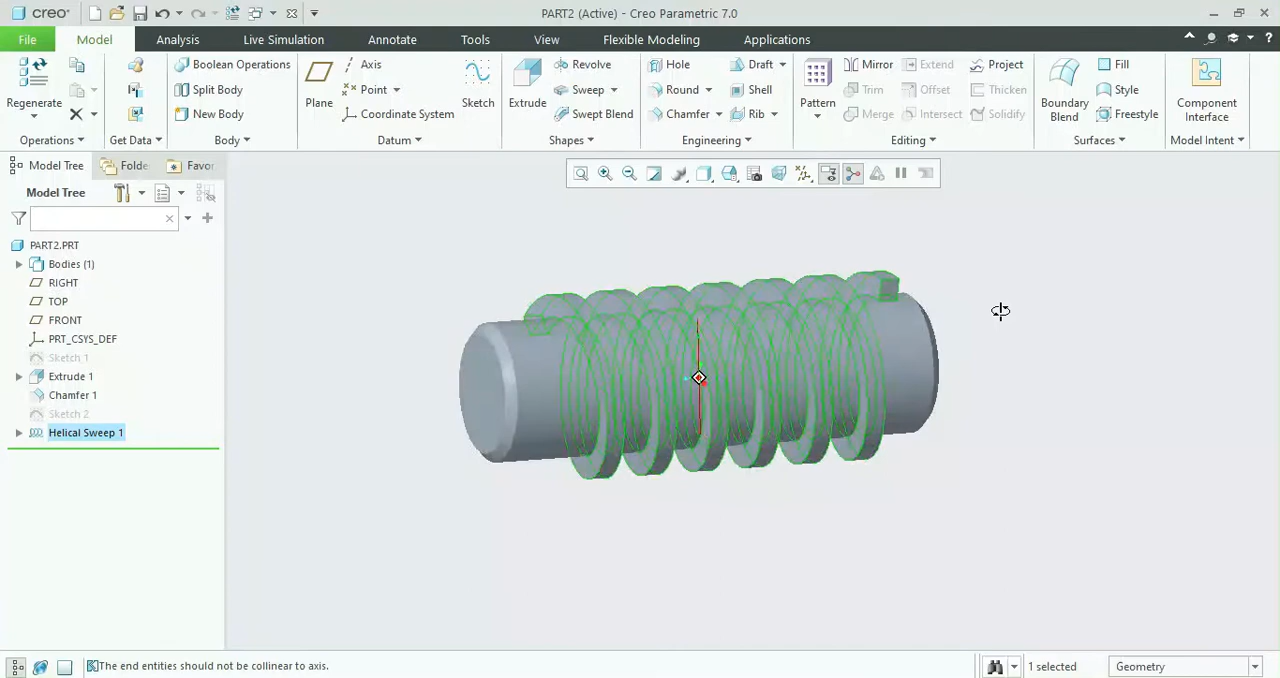 creo PART2 (Active) - Creo Parametric 7.0
File Model Analysis Live Simulation Annotate Tools View Flexible Modeling Applications
Regenerate
Operations
Get Data
Boolean Operations
Split Body
New Body
Body
Plane
Axis
Point
Coordinate System
Sketch
Datum
Extrude
Revolve
Sweep
Swept Blend
Shapes
Hole Draft
Round Shell
Chamfer Rib
Engineering
Pattern
Mirror Extend Project
Trim Offset Thicken
Merge Intersect Solidify
Editing
Boundary Blend
Fill
Style
Freestyle
Surfaces
Component Interface
Model Intent
Model Tree Folde Favor
Model Tree
PART2.PRT
Bodies (1)
RIGHT
TOP
FRONT
PRT_CSYS_DEF
Sketch 1
Extrude 1
Chamfer 1
Sketch 2
Helical Sweep 1
The end entities should not be collinear to axis.
1 selected
Geometry